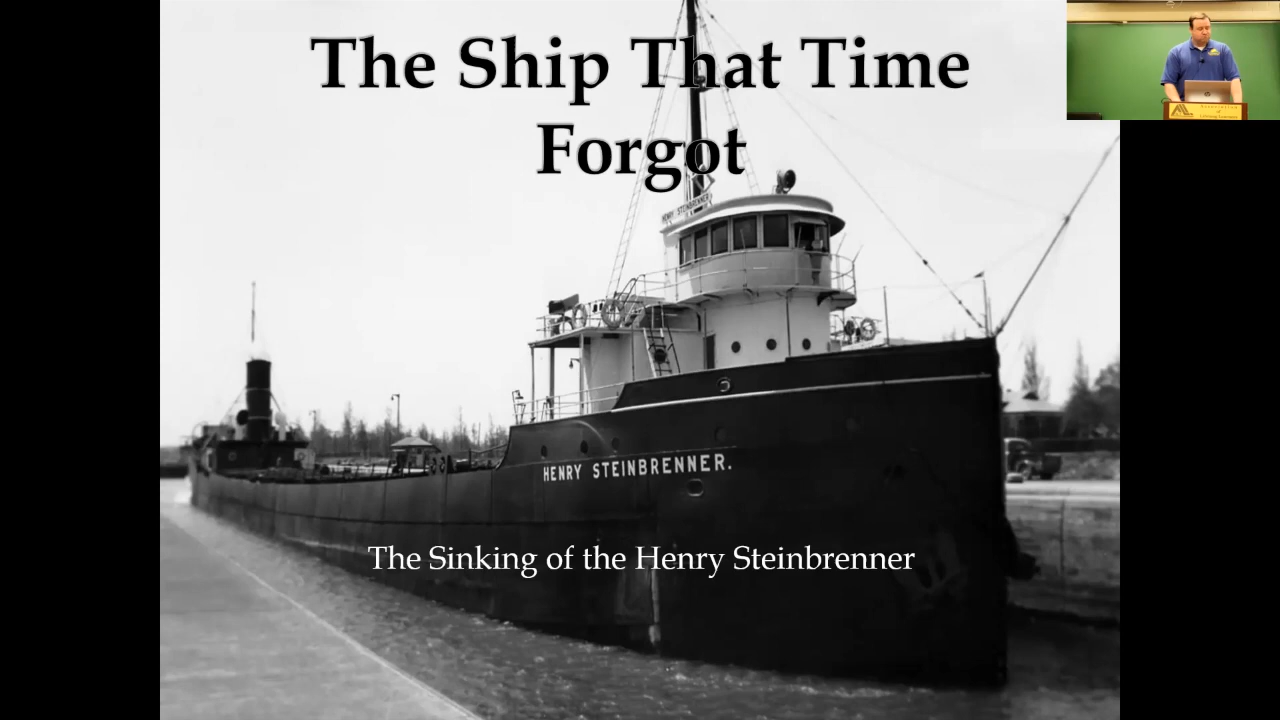 The Ship That Time
Forgot
HENRY STEINBRENNER
HENRY STEINBRENNER.
The Sinking of the Henry Steinbrenner